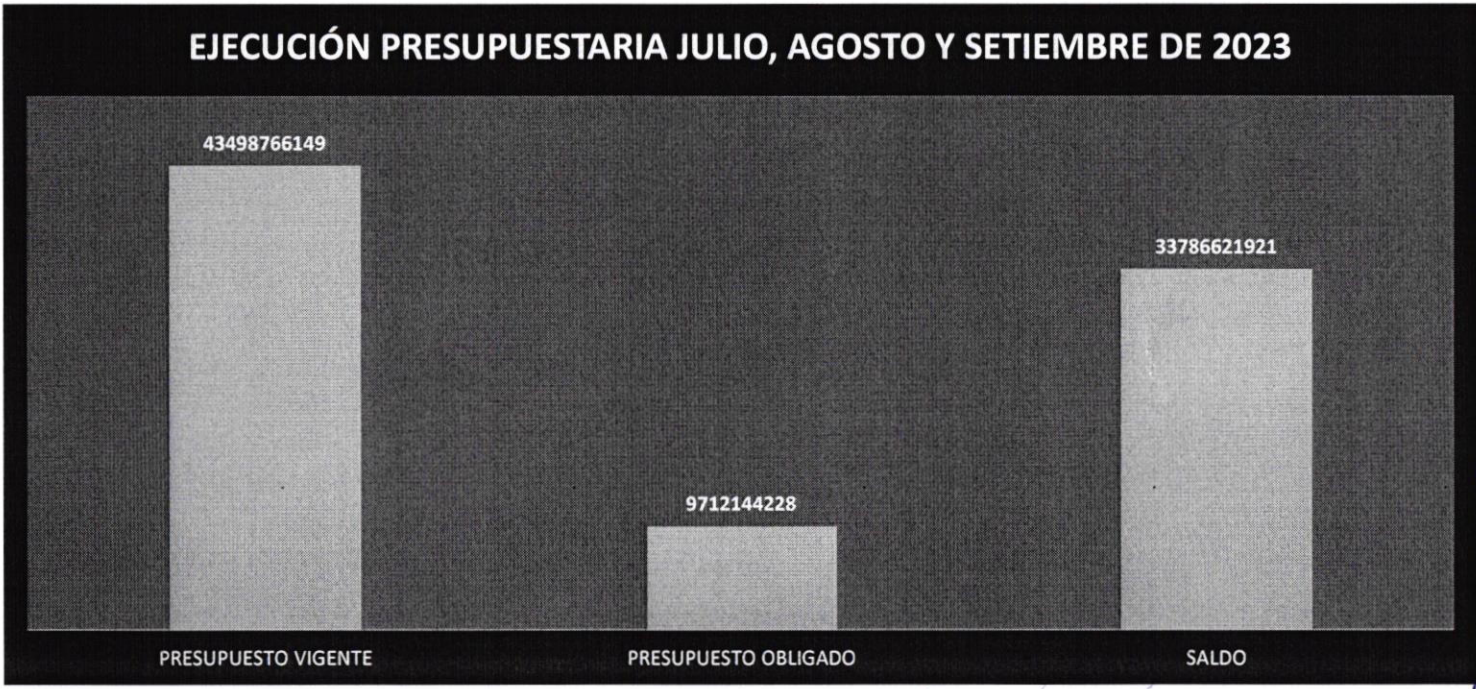 EJECUCIÓN PRESUPUESTARIA JULIO, AGOSTO Y SETIEMBRE DE 2023
43498766149
33786621921
9712144228
PRESUPUESTO VIGENTE
PRESUPUESTO OBLIGADO
SALDO